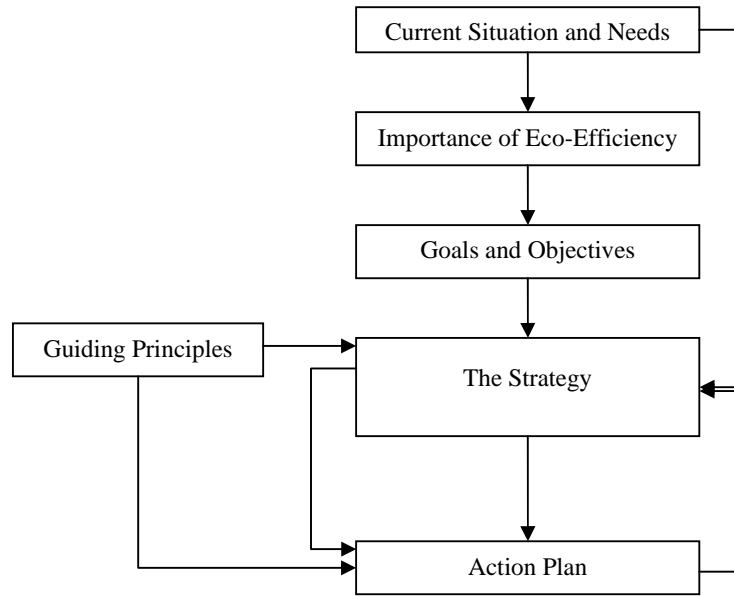 Current Situation and Needs
Importance of Eco-Efficiency
Goals and Objectives
Guiding Principles
The Strategy
Action Plan